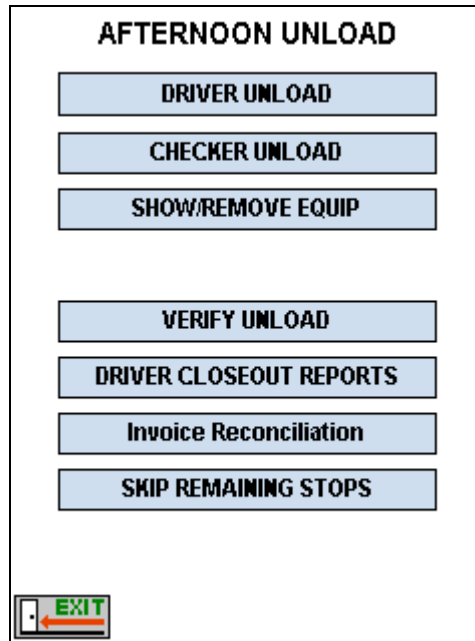 AFTERNOON UNLOAD
DRIVER UNLOAD
CHECKER UNLOAD
SHOW/REMOVE EQUIP
VERIFY UNLOAD
DRIVER CLOSEOUT REPORTS
Invoice Reconciliation
SKIP REMAINING STOPS
EXIT